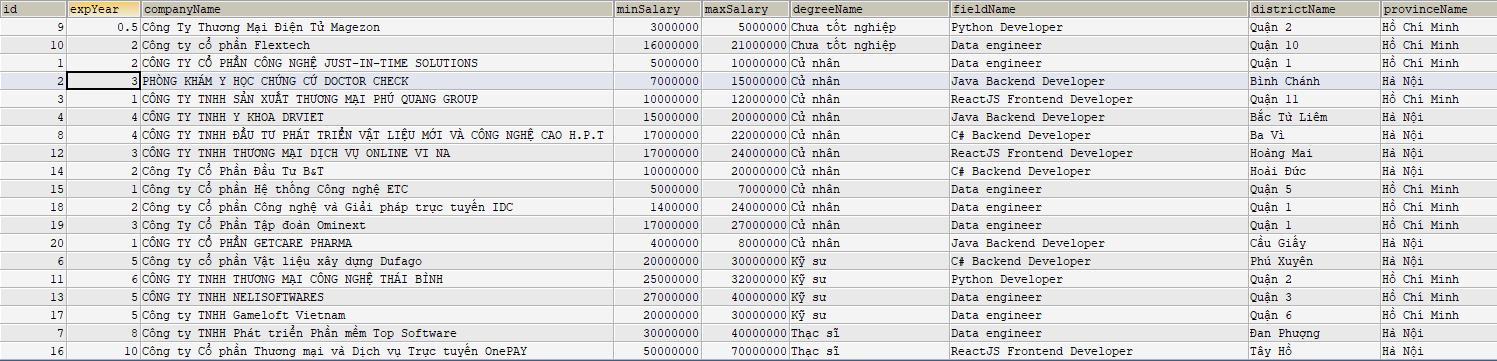 id expYear companyName minSalary maxSalary degreeName fieldName districtName provinceName
9 0.5 Công Ty Thương Mại Điện Tử Magezon 3000000 5000000 Chưa tốt nghiệp Python Developer Quận 2 Hồ Chí Minh
10 2 Công ty cổ phần Flextech 16000000 21000000 Chưa tốt nghiệp Data engineer Quận 10 Hồ Chí Minh
1 2 CÔNG TY CỔ PHẦN CÔNG NGHỆ JUST-IN-TIME SOLUTIONS 5000000 10000000 Cử nhân Data engineer Quận 1 Hồ Chí Minh
2 3 PHÒNG KHÁM Y HỌC CHỨNG CỨ DOCTOR CHECK 7000000 15000000 Cử nhân Java Backend Developer Bình Chánh Hà Nội
3 1 CÔNG TY TNHH SẢN XUẤT THƯƠNG MẠI PHÚ QUANG GROUP 10000000 12000000 Cử nhân ReactJS Frontend Developer Quận 11 Hồ Chí Minh
4 4 CÔNG TY TNHH Y KHOA DRVIET 15000000 20000000 Cử nhân Java Backend Developer Bắc Từ Liêm Hà Nội
8 4 CÔNG TY TNHH ĐẦU TƯ PHÁT TRIỂN VẬT LIỆU MỚI VÀ CÔNG NGHỆ CAO H.P.T 17000000 22000000 Cử nhân C# Backend Developer Ba Vì Hà Nội
12 3 CÔNG TY TNHH THƯƠNG MẠI DỊCH VỤ ONLINE VI NA 17000000 24000000 Cử nhân ReactJS Frontend Developer Hoàng Mai Hà Nội
14 2 Công Ty Cổ Phần Đầu Tư B&T 10000000 20000000 Cử nhân C# Backend Developer Hoài Đức Hà Nội
15 1 Công ty Cổ phần Hệ thống Công nghệ ETC 5000000 7000000 Cử nhân Data engineer Quận 5 Hồ Chí Minh
18 2 Công ty Cổ phần Công nghệ và Giải pháp trực tuyến IDC 1400000 24000000 Cử nhân Data engineer Quận 1 Hồ Chí Minh
19 3 Công Ty Cổ Phần Tập đoàn Ominext 17000000 27000000 Cử nhân Data engineer Quận 1 Hồ Chí Minh
20 1 CÔNG TY CỔ PHẦN GETCARE PHARMA 4000000 8000000 Cử nhân Java Backend Developer Cầu Giấy Hà Nội
6 5 Công ty cổ phần Vật liệu xây dựng Dufago 20000000 30000000 Kỹ sư C# Backend Developer Phú Xuyên Hà Nội
11 6 CÔNG TY TNHH THƯƠNG MẠI CÔNG NGHỆ THÁI BÌNH 25000000 32000000 Kỹ sư Python Developer Quận 2 Hồ Chí Minh
13 5 CÔNG TY TNHH NELISOFTWARES 27000000 40000000 Kỹ sư Data engineer Quận 3 Hồ Chí Minh
17 5 Công ty TNHH Gameloft Vietnam 20000000 30000000 Kỹ sư Data engineer Quận 6 Hồ Chí Minh
7 8 Công ty TNHH Phát triển Phần mềm Top Software 30000000 40000000 Thạc sĩ Data engineer Đan Phượng Hà Nội
16 10 Công ty Cổ phần Thương mại và Dịch vụ Trực tuyến OnePAY 50000000 70000000 Thạc sĩ ReactJS Frontend Developer Tây Hồ Hà Nội